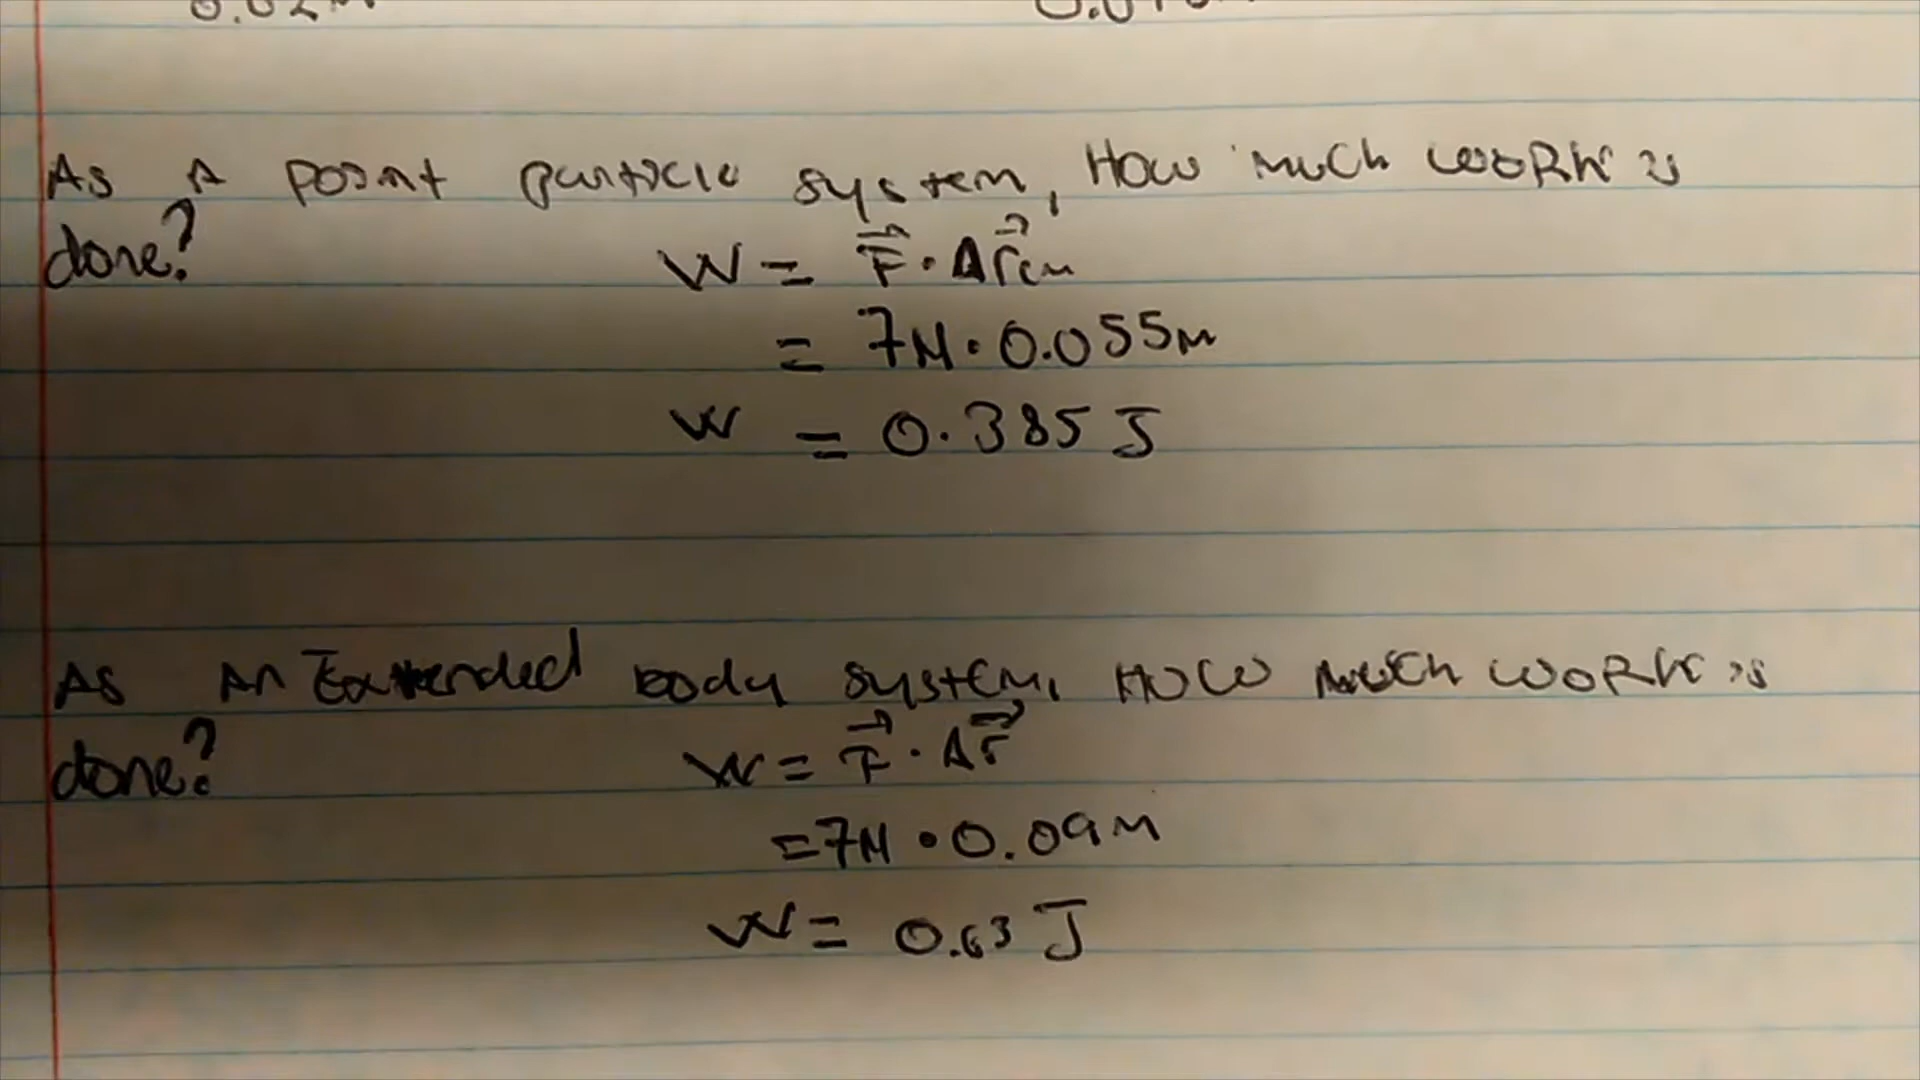 As A point particle system, How much work is
done?
W = F⃗ · Δr⃗cm
= 7N · 0.055m
W = 0.385 J
As An Extended body system, How much work is
done?
W = F⃗ · Δr⃗
= 7N · 0.09m
W = 0.63 J